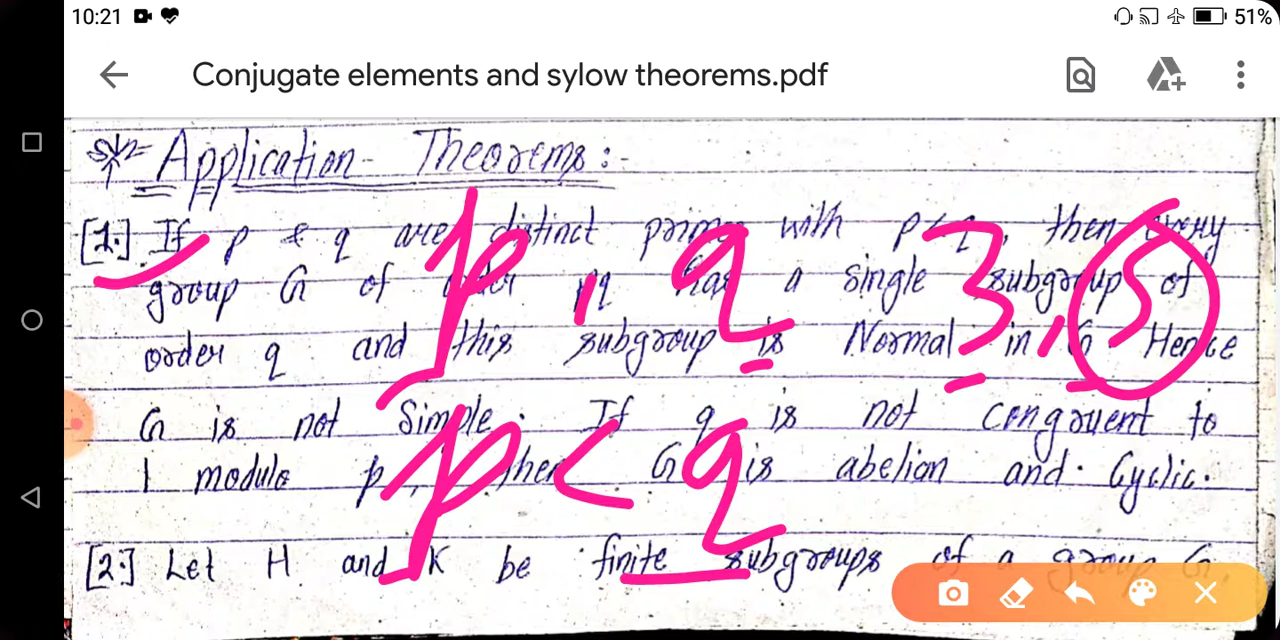 10:21
51%
Conjugate elements and sylow theorems.pdf
Application Theorems:-
[1.] If p & q are distinct primes with p<q, then every
group G of order pq has a single subgroup of
order q and this subgroup is Normal in G Hence
G is not Simple. If q is not congruent to
1 modulo p, then G is abelian and Cyclic.
[2.] Let H and K be finite subgroups of a group G.
p, q
3, 5
p < q